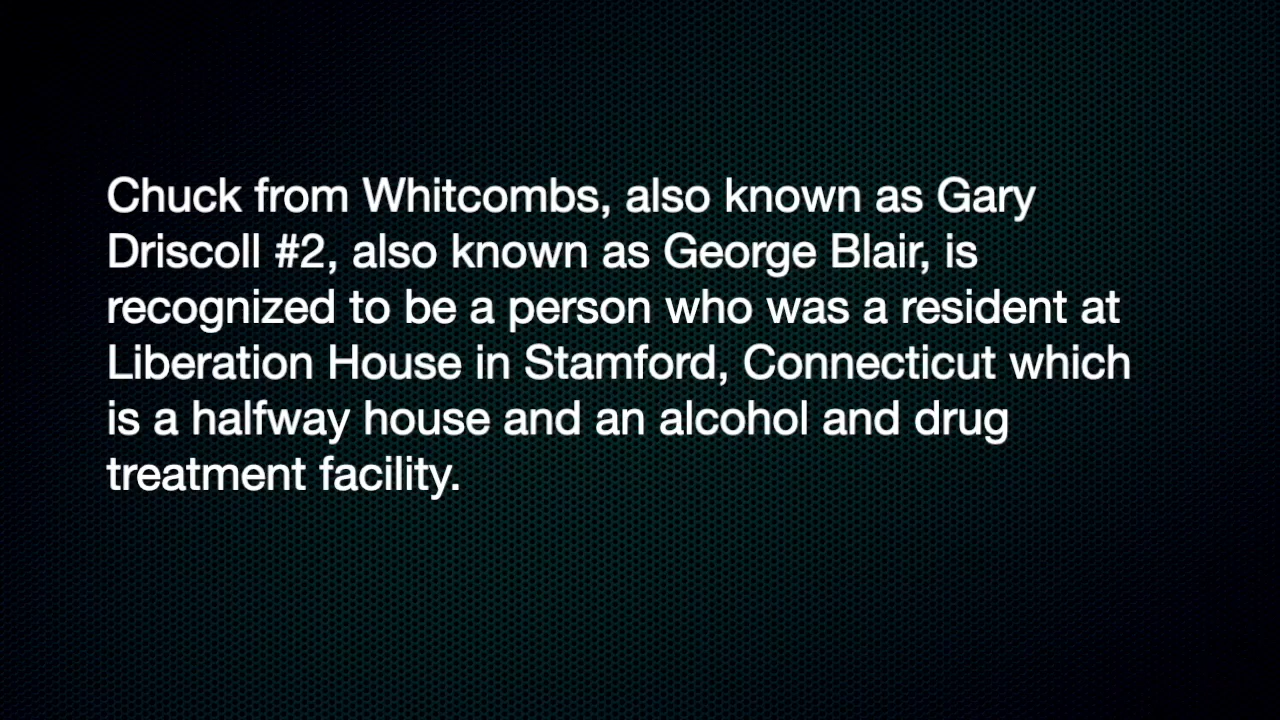 Chuck from Whitcombs, also known as Gary
Driscoll #2, also known as George Blair, is
recognized to be a person who was a resident at
Liberation House in Stamford, Connecticut which
is a halfway house and an alcohol and drug
treatment facility.